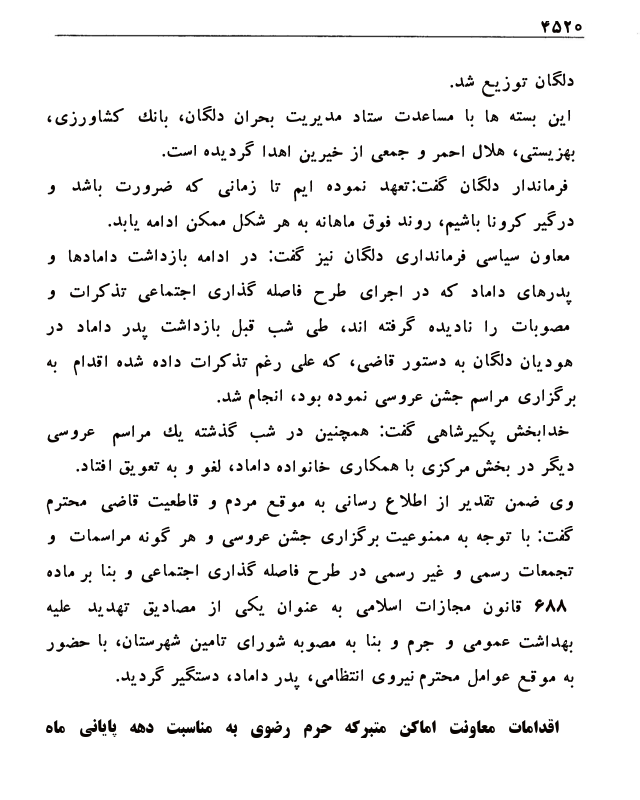 ۴۵۲۰
دلگان توزیع شد.
این بسته ها با مساعدت ستاد مدیریت بحران دلگان، بانك کشاورزی،
بهزیستی، هلال احمر و جمعی از خیرین اهدا گردیده است.
فرماندار دلگان گفت:تعهد نموده ایم تا زمانی که ضرورت باشد و
درگیر کرونا باشیم، روند فوق ماهانه به هر شکل ممکن ادامه یابد.
معاون سیاسی فرمانداری دلگان نیز گفت: در ادامه بازداشت دامادها و
پدرهای داماد که در اجرای طرح فاصله گذاری اجتماعی تذکرات و
مصوبات را نادیده گرفته اند، طی شب قبل بازداشت پدر داماد در
هودیان دلگان به دستور قاضی، که علی رغم تذکرات داده شده اقدام به
برگزاری مراسم جشن عروسی نموده بود، انجام شد.
خدابخش پکیرشاهی گفت: همچنین در شب گذشته یك مراسم عروسی
دیگر در بخش مرکزی با همکاری خانواده داماد، لغو و به تعویق افتاد.
وی ضمن تقدیر از اطلاع رسانی به موقع مردم و قاطعیت قاضی محترم
گفت: با توجه به ممنوعیت برگزاری جشن عروسی و هر گونه مراسمات و
تجمعات رسمی و غیر رسمی در طرح فاصله گذاری اجتماعی و بنا بر ماده
۶۸۸ قانون مجازات اسلامی به عنوان یکی از مصادیق تهدید علیه
بهداشت عمومی و جرم و بنا به مصوبه شورای تامین شهرستان، با حضور
به موقع عوامل محترم نیروی انتظامی، پدر داماد، دستگیر گردید.
اقدامات معاونت اماکن متبرکه حرم رضوی به مناسبت دهه پایانی ماه